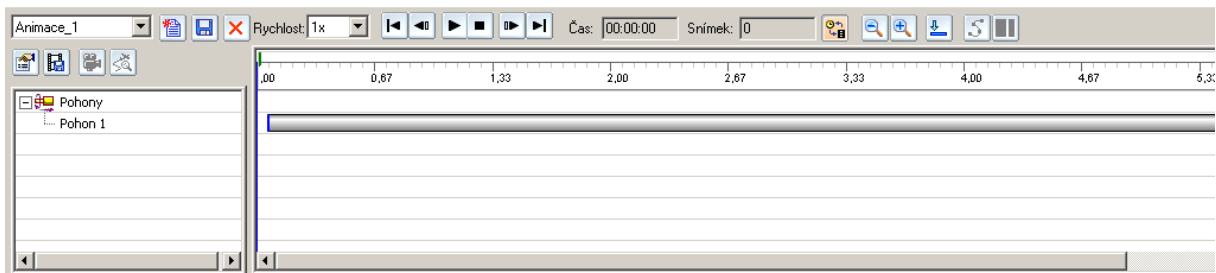 Animace_1 Rychlost: 1x Čas: 00:00:00 Snímek: 0
,00 0,67 1,33 2,00 2,67 3,33 4,00 4,67 5,33
Pohony
Pohon 1